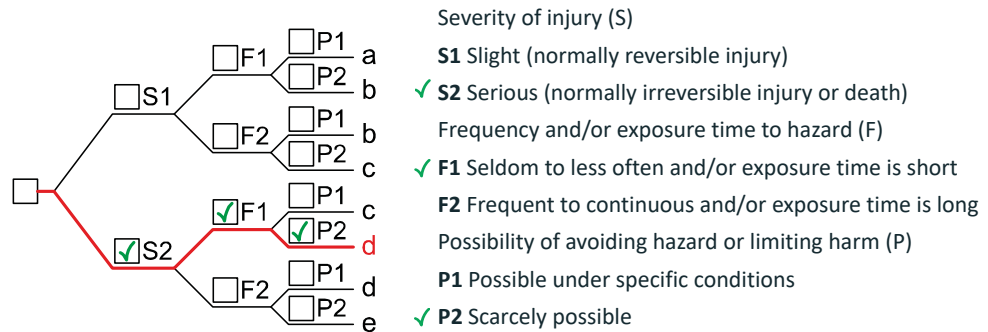 Severity of injury (S)
S1 Slight (normally reversible injury)
S2 Serious (normally irreversible injury or death)
Frequency and/or exposure time to hazard (F)
F1 Seldom to less often and/or exposure time is short
F2 Frequent to continuous and/or exposure time is long
Possibility of avoiding hazard or limiting harm (P)
P1 Possible under specific conditions
P2 Scarcely possible
S1
F1
P1
a
P2
b
F2
P1
b
P2
c
S2
F1
P1
c
P2
d
F2
P1
d
P2
e